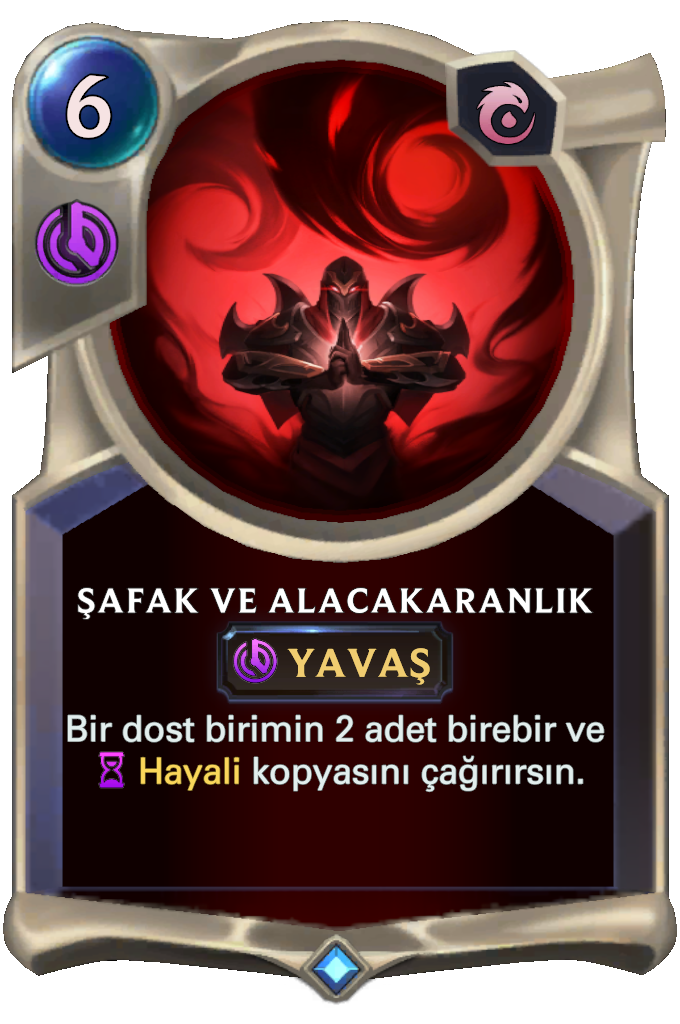 6
ŞAFAK VE ALACAKARANLIK
YAVAŞ
Bir dost birimin 2 adet birebir ve
Hayali kopyasını çağırırsın.